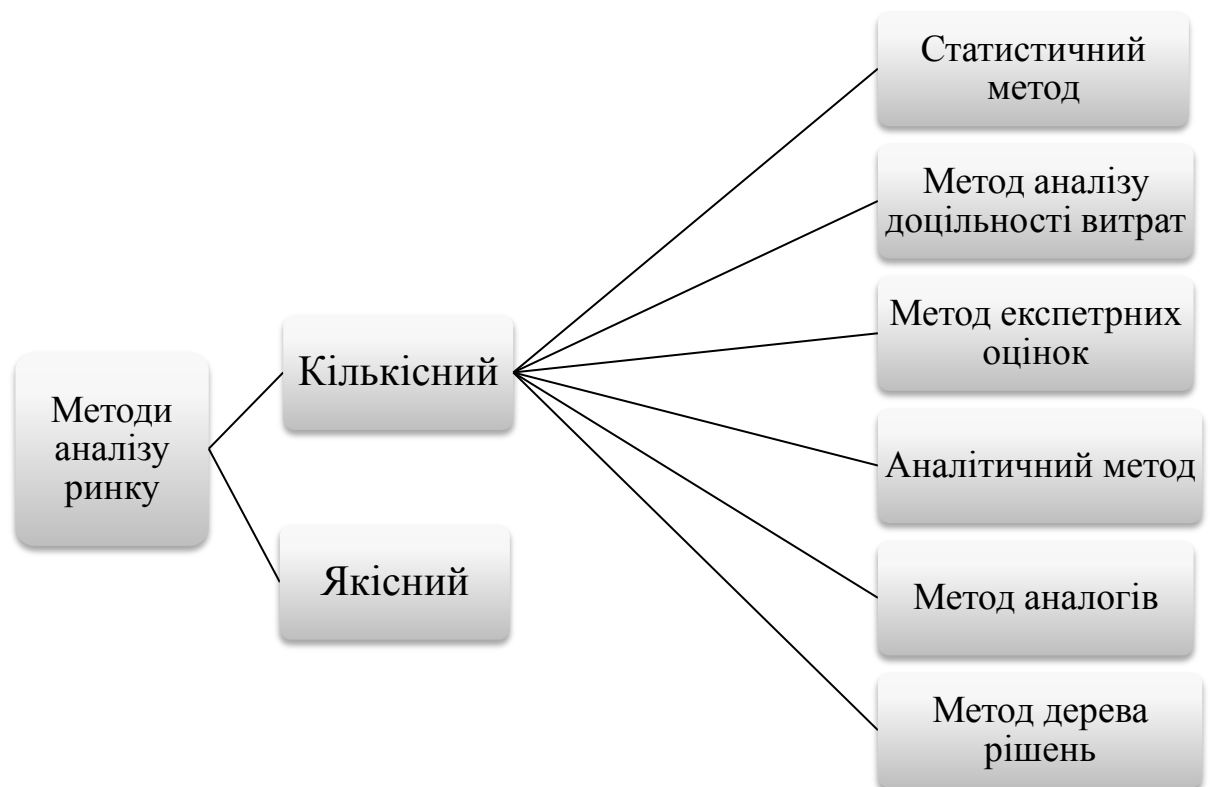 Методи
аналізу
ринку
Кількісний
Якісний
Статистичний
метод
Метод аналізу
доцільності витрат
Метод експетрних
оцінок
Аналітичний метод
Метод аналогів
Метод дерева
рішень